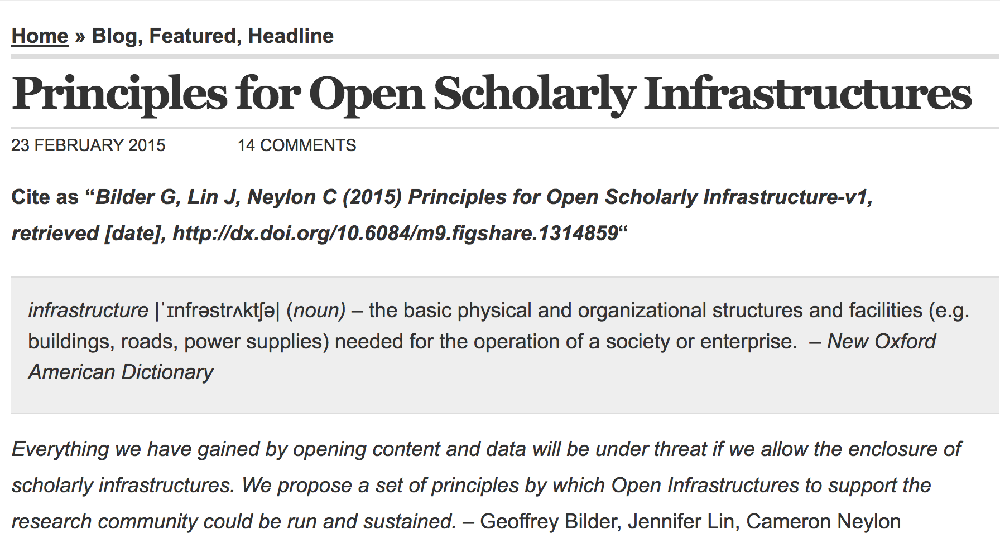 Home » Blog, Featured, Headline
Principles for Open Scholarly Infrastructures
23 FEBRUARY 2015 14 COMMENTS
Cite as “Bilder G, Lin J, Neylon C (2015) Principles for Open Scholarly Infrastructure-v1,
retrieved [date], http://dx.doi.org/10.6084/m9.figshare.1314859“
infrastructure |ˈɪnfrəstrʌktʃə| (noun) – the basic physical and organizational structures and facilities (e.g.
buildings, roads, power supplies) needed for the operation of a society or enterprise.  – New Oxford
American Dictionary
Everything we have gained by opening content and data will be under threat if we allow the enclosure of
scholarly infrastructures. We propose a set of principles by which Open Infrastructures to support the
research community could be run and sustained. – Geoffrey Bilder, Jennifer Lin, Cameron Neylon